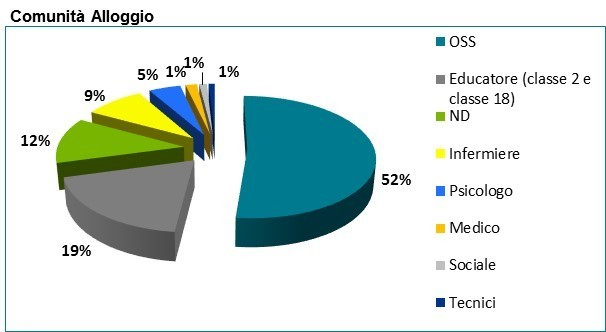 Comunità Alloggio
5%
1%
1%
1%
9%
12%
52%
19%
OSS
Educatore (classe 2 e
classe 18)
ND
Infermiere
Psicologo
Medico
Sociale
Tecnici